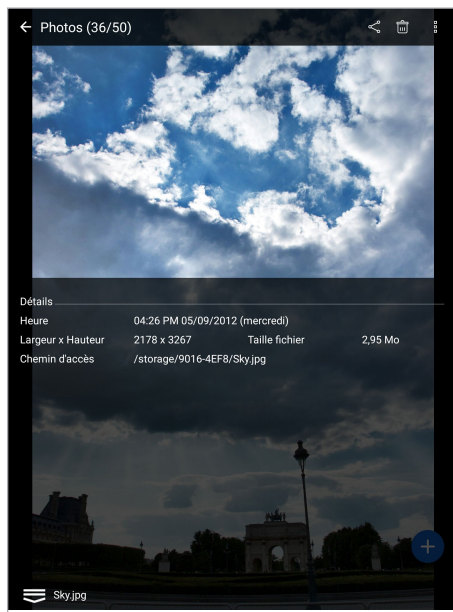 Photos (36/50)
Détails
Heure 04:26 PM 05/09/2012 (mercredi)
Largeur x Hauteur 2178 x 3267 Taille fichier 2,95 Mo
Chemin d'accès /storage/9016-4EF8/Sky.jpg
Sky.jpg